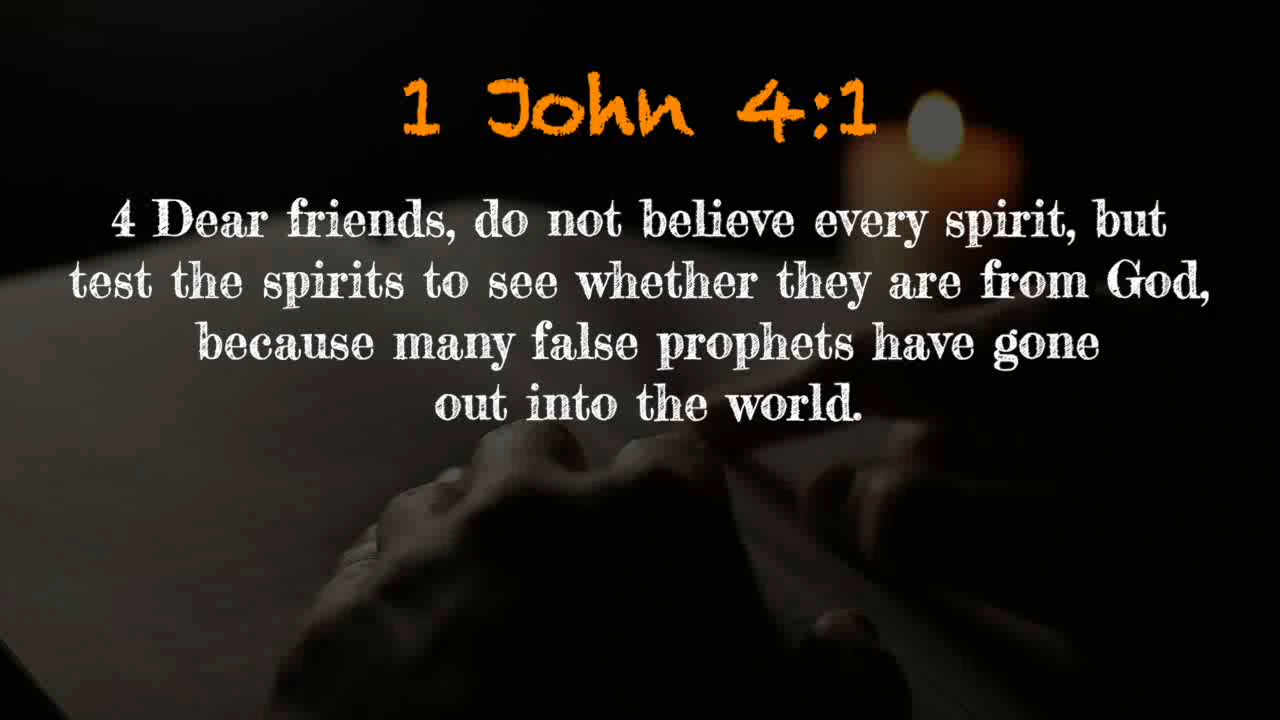 1 John 4:1
4 Dear friends, do not believe every spirit, but
test the spirits to see whether they are from God,
because many false prophets have gone
out into the world.